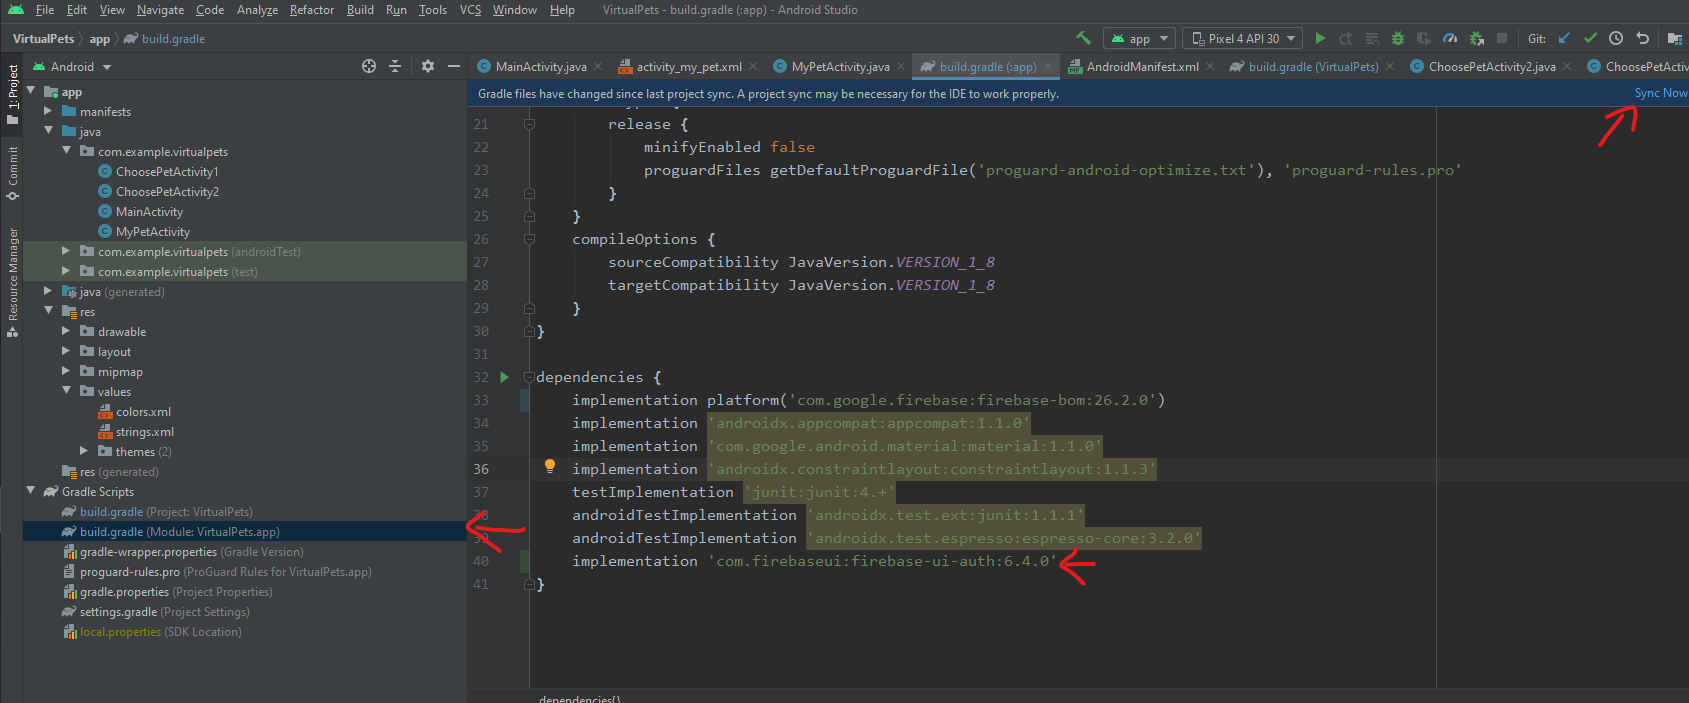 File Edit View Navigate Code Analyze Refactor Build Run Tools VCS Window Help VirtualPets - build.gradle (:app) - Android Studio
VirtualPets app build.gradle
app Pixel 4 API 30 Git:
Android
MainActivity.java activity_my_pet.xml MyPetActivity.java build.gradle (:app) AndroidManifest.xml build.gradle (VirtualPets) ChoosePetActivity2.java ChoosePetActiv
Gradle files have changed since last project sync. A project sync may be necessary for the IDE to work properly. Sync Now
1: Project
Commit
Resource Manager
app
manifests
java
com.example.virtualpets
ChoosePetActivity1
ChoosePetActivity2
MainActivity
MyPetActivity
com.example.virtualpets (androidTest)
com.example.virtualpets (test)
java (generated)
res
drawable
layout
mipmap
values
colors.xml
strings.xml
themes (2)
res (generated)
Gradle Scripts
build.gradle (Project: VirtualPets)
build.gradle (Module: VirtualPets.app)
gradle-wrapper.properties (Gradle Version)
proguard-rules.pro (ProGuard Rules for VirtualPets.app)
gradle.properties (Project Properties)
settings.gradle (Project Settings)
local.properties (SDK Location)
21 release {
22 minifyEnabled false
23 proguardFiles getDefaultProguardFile('proguard-android-optimize.txt'), 'proguard-rules.pro'
24 }
25 }
26 compileOptions {
27 sourceCompatibility JavaVersion.VERSION_1_8
28 targetCompatibility JavaVersion.VERSION_1_8
29 }
30 }
31
32 dependencies {
33 implementation platform('com.google.firebase:firebase-bom:26.2.0')
34 implementation 'androidx.appcompat:appcompat:1.1.0'
35 implementation 'com.google.android.material:material:1.1.0'
36 implementation 'androidx.constraintlayout:constraintlayout:1.1.3'
37 testImplementation 'junit:junit:4.+'
38 androidTestImplementation 'androidx.test.ext:junit:1.1.1'
39 androidTestImplementation 'androidx.test.espresso:espresso-core:3.2.0'
40 implementation 'com.firebaseui:firebase-ui-auth:6.4.0'
41 }
dependencies{}